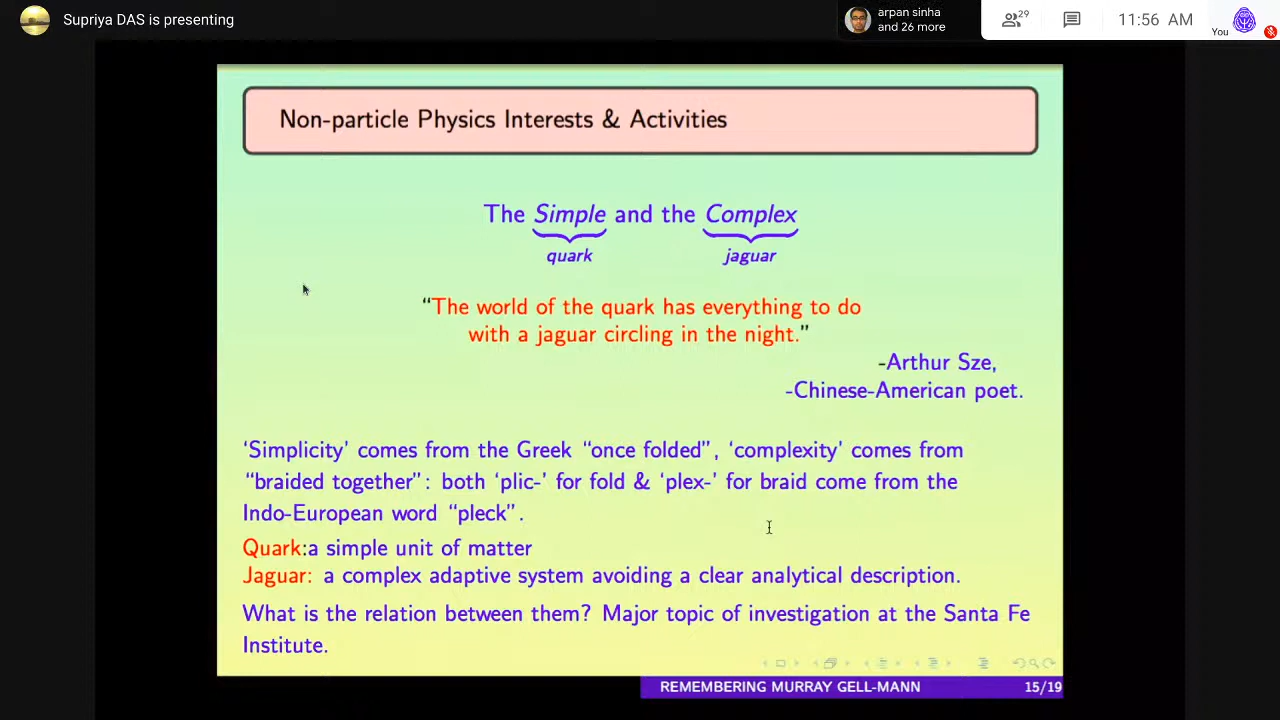 Supriya DAS is presenting
arpan sinha
and 26 more
29
11:56 AM
You
Non-particle Physics Interests & Activities
The Simple and the Complex
quark jaguar
“The world of the quark has everything to do
with a jaguar circling in the night.”
-Arthur Sze,
-Chinese-American poet.
‘Simplicity’ comes from the Greek “once folded”, ‘complexity’ comes from
“braided together”: both ‘plic-’ for fold & ‘plex-’ for braid come from the
Indo-European word “pleck”.
Quark:a simple unit of matter
Jaguar: a complex adaptive system avoiding a clear analytical description.
What is the relation between them? Major topic of investigation at the Santa Fe
Institute.
REMEMBERING MURRAY GELL-MANN 15/19